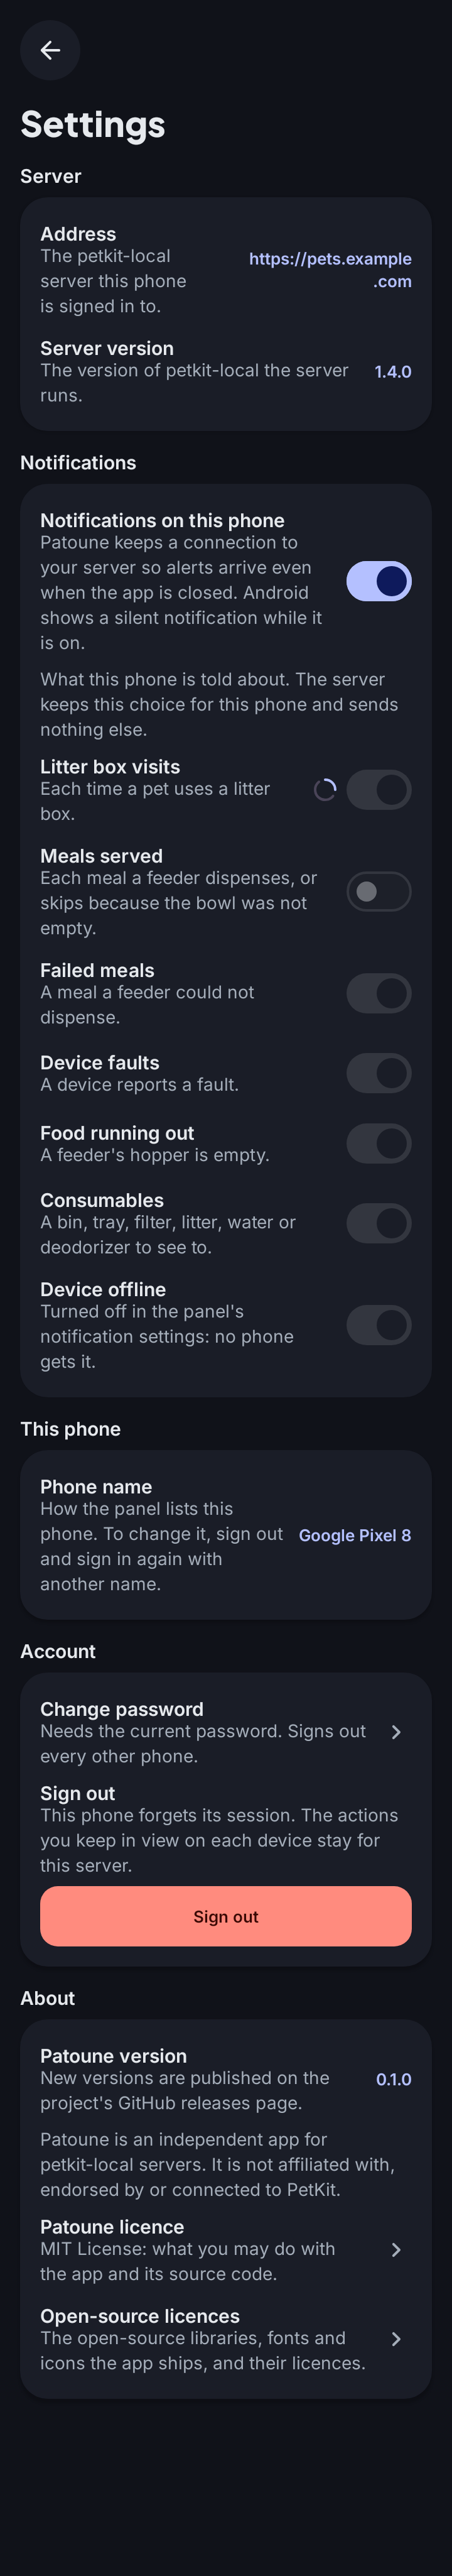 Settings
Server
Address
The petkit-local
server this phone
is signed in to.
https://pets.example
.com
Server version
The version of petkit-local the server
runs.
1.4.0
Notifications
Notifications on this phone
Patoune keeps a connection to
your server so alerts arrive even
when the app is closed. Android
shows a silent notification while it
is on.
What this phone is told about. The server
keeps this choice for this phone and sends
nothing else.
Litter box visits
Each time a pet uses a litter
box.
Meals served
Each meal a feeder dispenses, or
skips because the bowl was not
empty.
Failed meals
A meal a feeder could not
dispense.
Device faults
A device reports a fault.
Food running out
A feeder's hopper is empty.
Consumables
A bin, tray, filter, litter, water or
deodorizer to see to.
Device offline
Turned off in the panel's
notification settings: no phone
gets it.
This phone
Phone name
How the panel lists this
phone. To change it, sign out
and sign in again with
another name.
Google Pixel 8
Account
Change password
Needs the current password. Signs out
every other phone.
Sign out
This phone forgets its session. The actions
you keep in view on each device stay for
this server.
Sign out
About
Patoune version
New versions are published on the
project's GitHub releases page.
0.1.0
Patoune is an independent app for
petkit-local servers. It is not affiliated with,
endorsed by or connected to PetKit.
Patoune licence
MIT License: what you may do with
the app and its source code.
Open-source licences
The open-source libraries, fonts and
icons the app ships, and their licences.